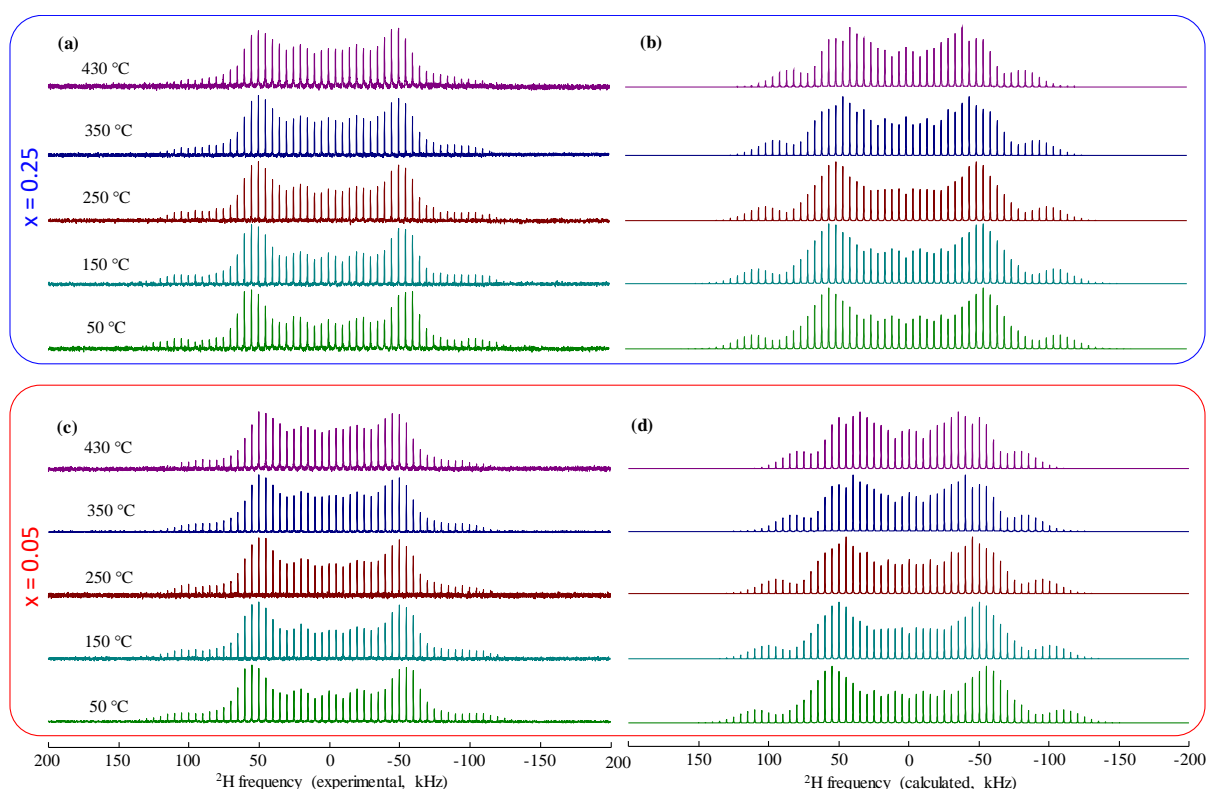 (a)
(b)
430 °C
350 °C
250 °C
150 °C
50 °C
x = 0.25
(c)
(d)
430 °C
350 °C
250 °C
150 °C
50 °C
x = 0.05
200 150 100 50 0 -50 -100 -150 -200
200 150 100 50 0 -50 -100 -150 -200
²H frequency (experimental, kHz)
²H frequency (calculated, kHz)